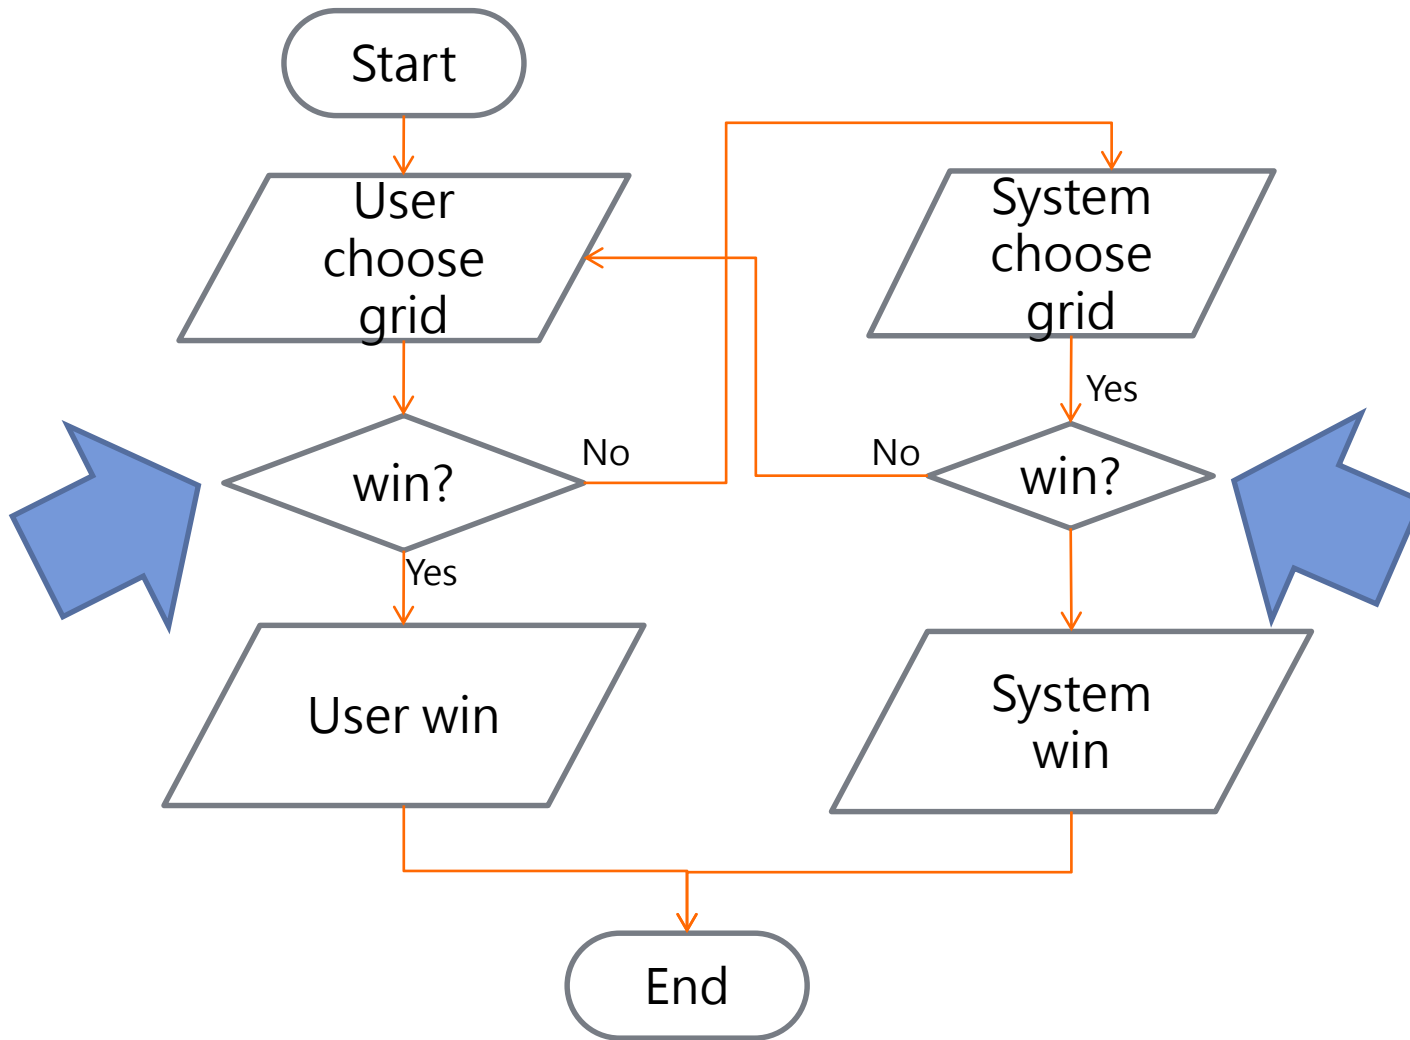 Start
User
choose
grid
win?
No
Yes
User win
System
choose
grid
Yes
No
win?
System
win
End